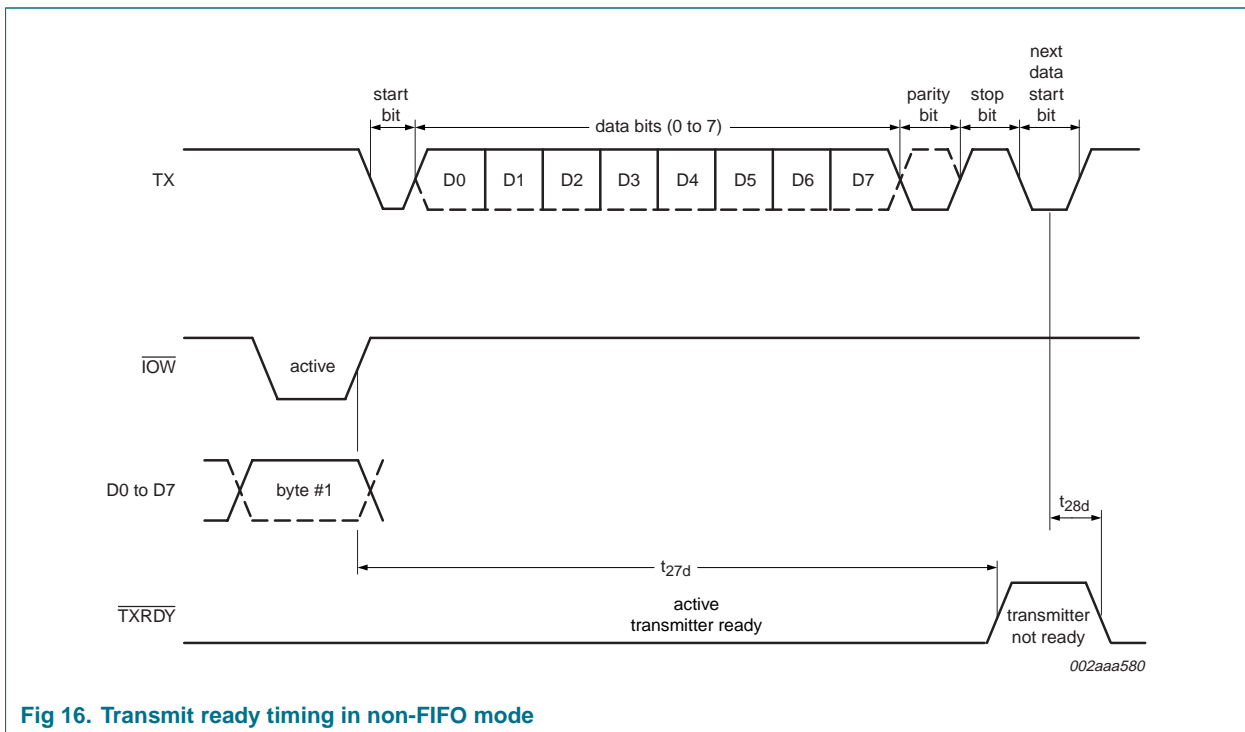 next
data
start
bit
start
bit
parity
bit
stop
bit
data bits (0 to 7)
TX
D0 D1 D2 D3 D4 D5 D6 D7
IOW
active
D0 to D7
byte #1
t28d
t27d
TXRDY
active
transmitter ready
transmitter
not ready
002aaa580
Fig 16. Transmit ready timing in non-FIFO mode